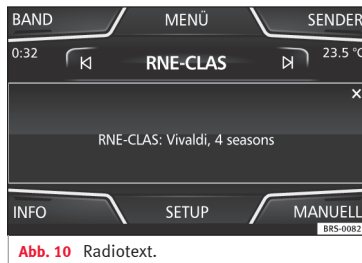 BAND MENÜ SENDER
0:32 RNE-CLAS 23.5 °C
RNE-CLAS: Vivaldi, 4 seasons
INFO SETUP MANUELL
BRS-0082
Abb. 10 Radiotext.